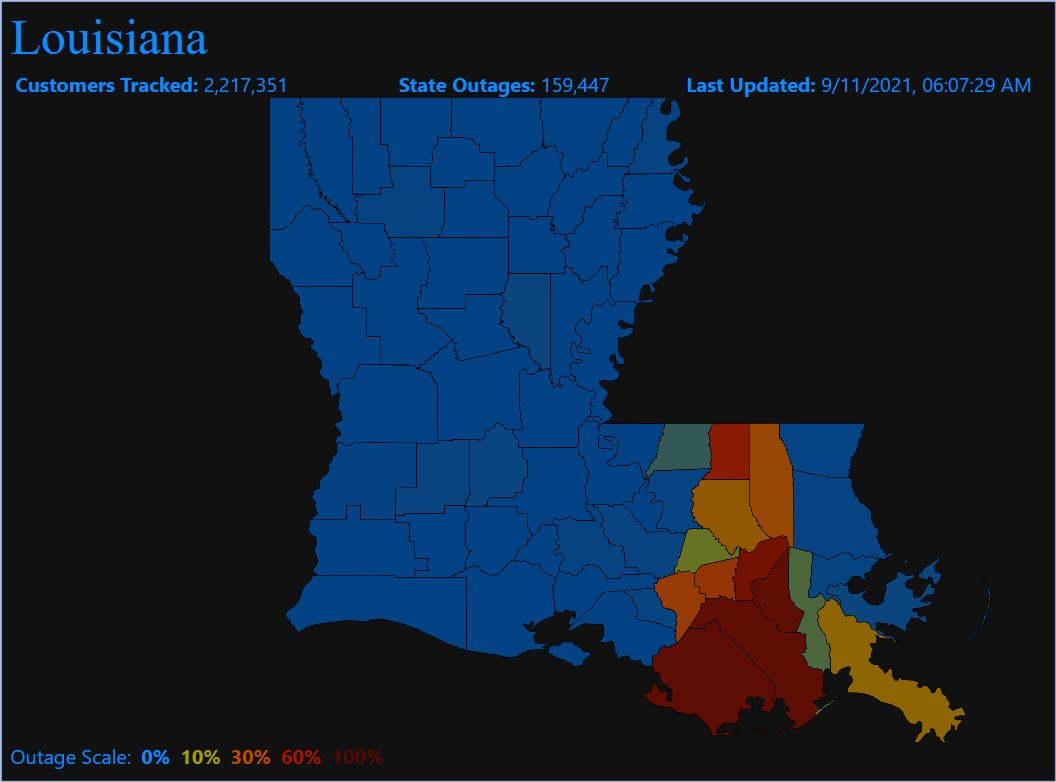 Louisiana
Customers Tracked: 2,217,351 State Outages: 159,447 Last Updated: 9/11/2021, 06:07:29 AM
Outage Scale: 0% 10% 30% 60% 100%